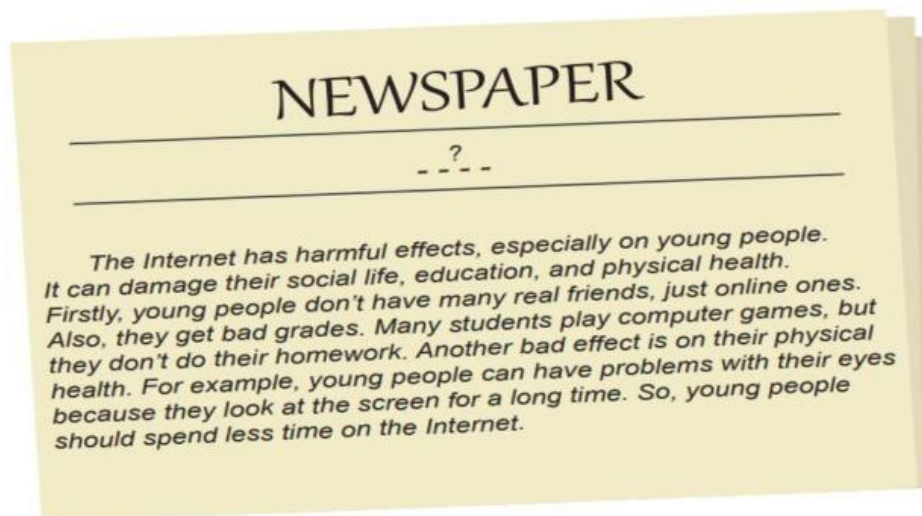 NEWSPAPER
?
- - - -
The Internet has harmful effects, especially on young people.
It can damage their social life, education, and physical health.
Firstly, young people don't have many real friends, just online ones.
Also, they get bad grades. Many students play computer games, but
they don't do their homework. Another bad effect is on their physical
health. For example, young people can have problems with their eyes
because they look at the screen for a long time. So, young people
should spend less time on the Internet.